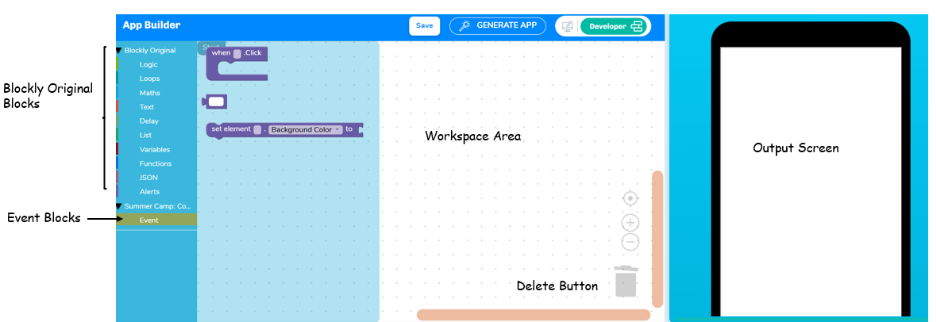 App Builder
Save
GENERATE APP
Developer
Blockly Original
Logic
Loops
Maths
Text
Delay
List
Variables
Functions
JSON
Alerts
Summer Camp: Co...
Event
when .Click
set element . Background Color to
Blockly Original
Blocks
Event Blocks
Workspace Area
Delete Button
Output Screen